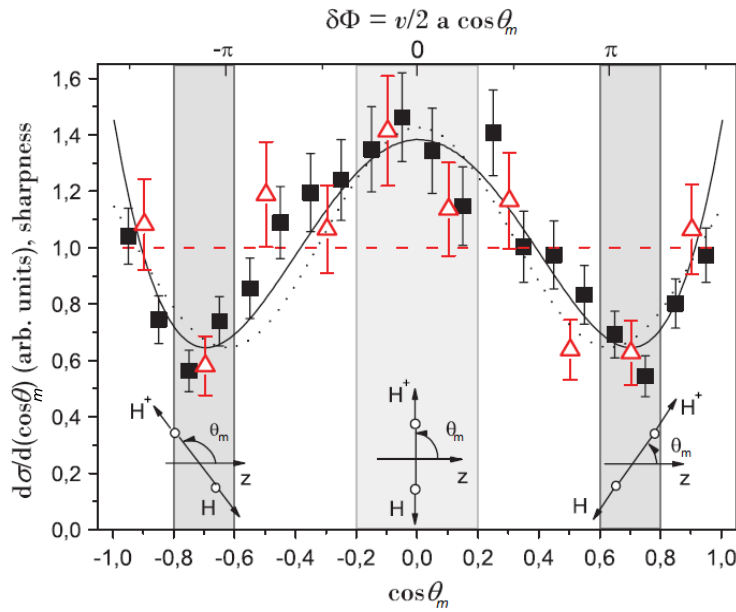 δΦ = v/2 a cosθm
-π 0 π
dσ/d(cosθm) (arb. units), sharpness
1,6
1,4
1,2
1,0
0,8
0,6
0,4
0,2
0,0
H+ θm z H
H+ θm z H
H+ θm z H
-1,0 -0,8 -0,6 -0,4 -0,2 0,0 0,2 0,4 0,6 0,8 1,0
cosθm